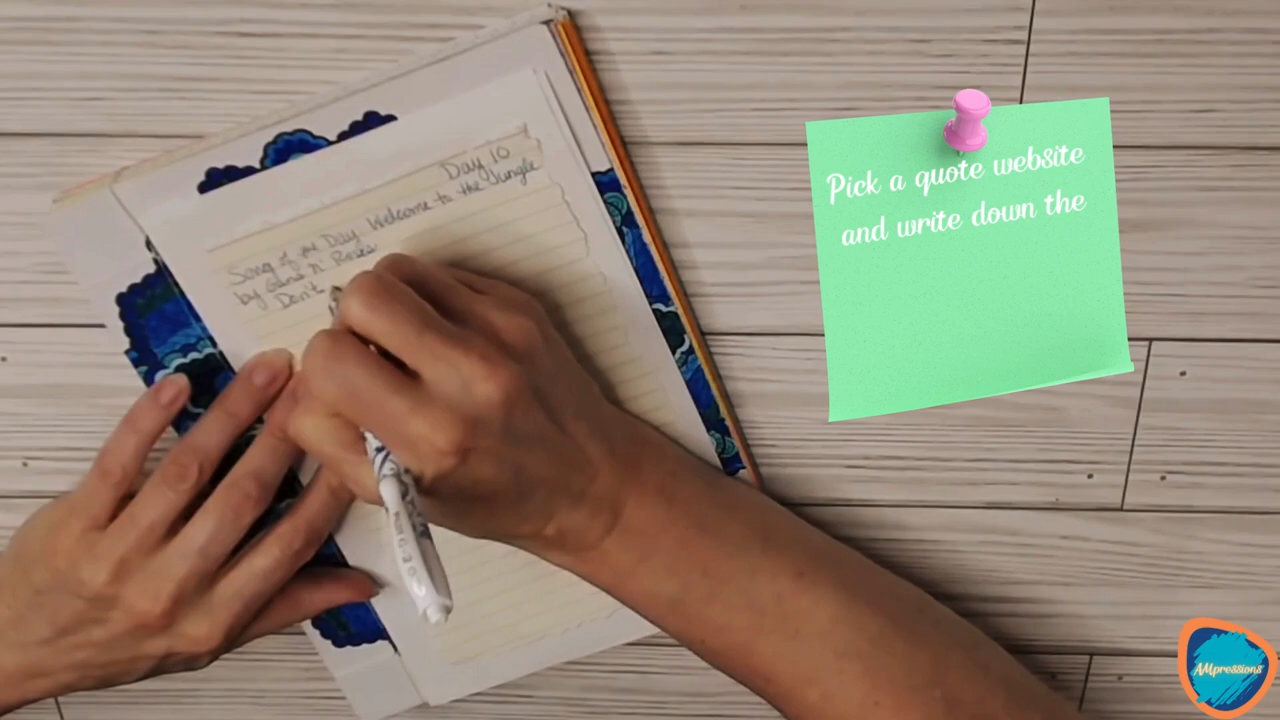 Day 10
Song of the Day Welcome to the Jungle
by Guns n' Roses
Don't
Pick a quote website
and write down the
AMpressions